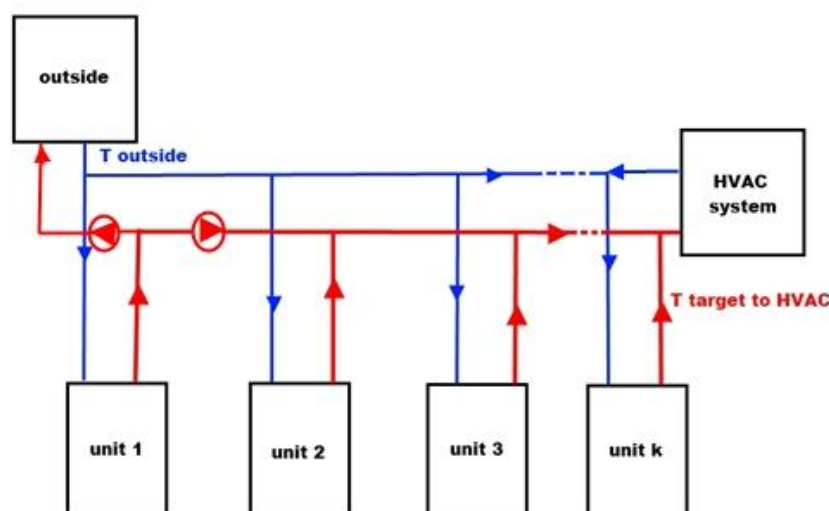 outside
T outside
HVAC
system
T target to HVAC
unit 1
unit 2
unit 3
unit k